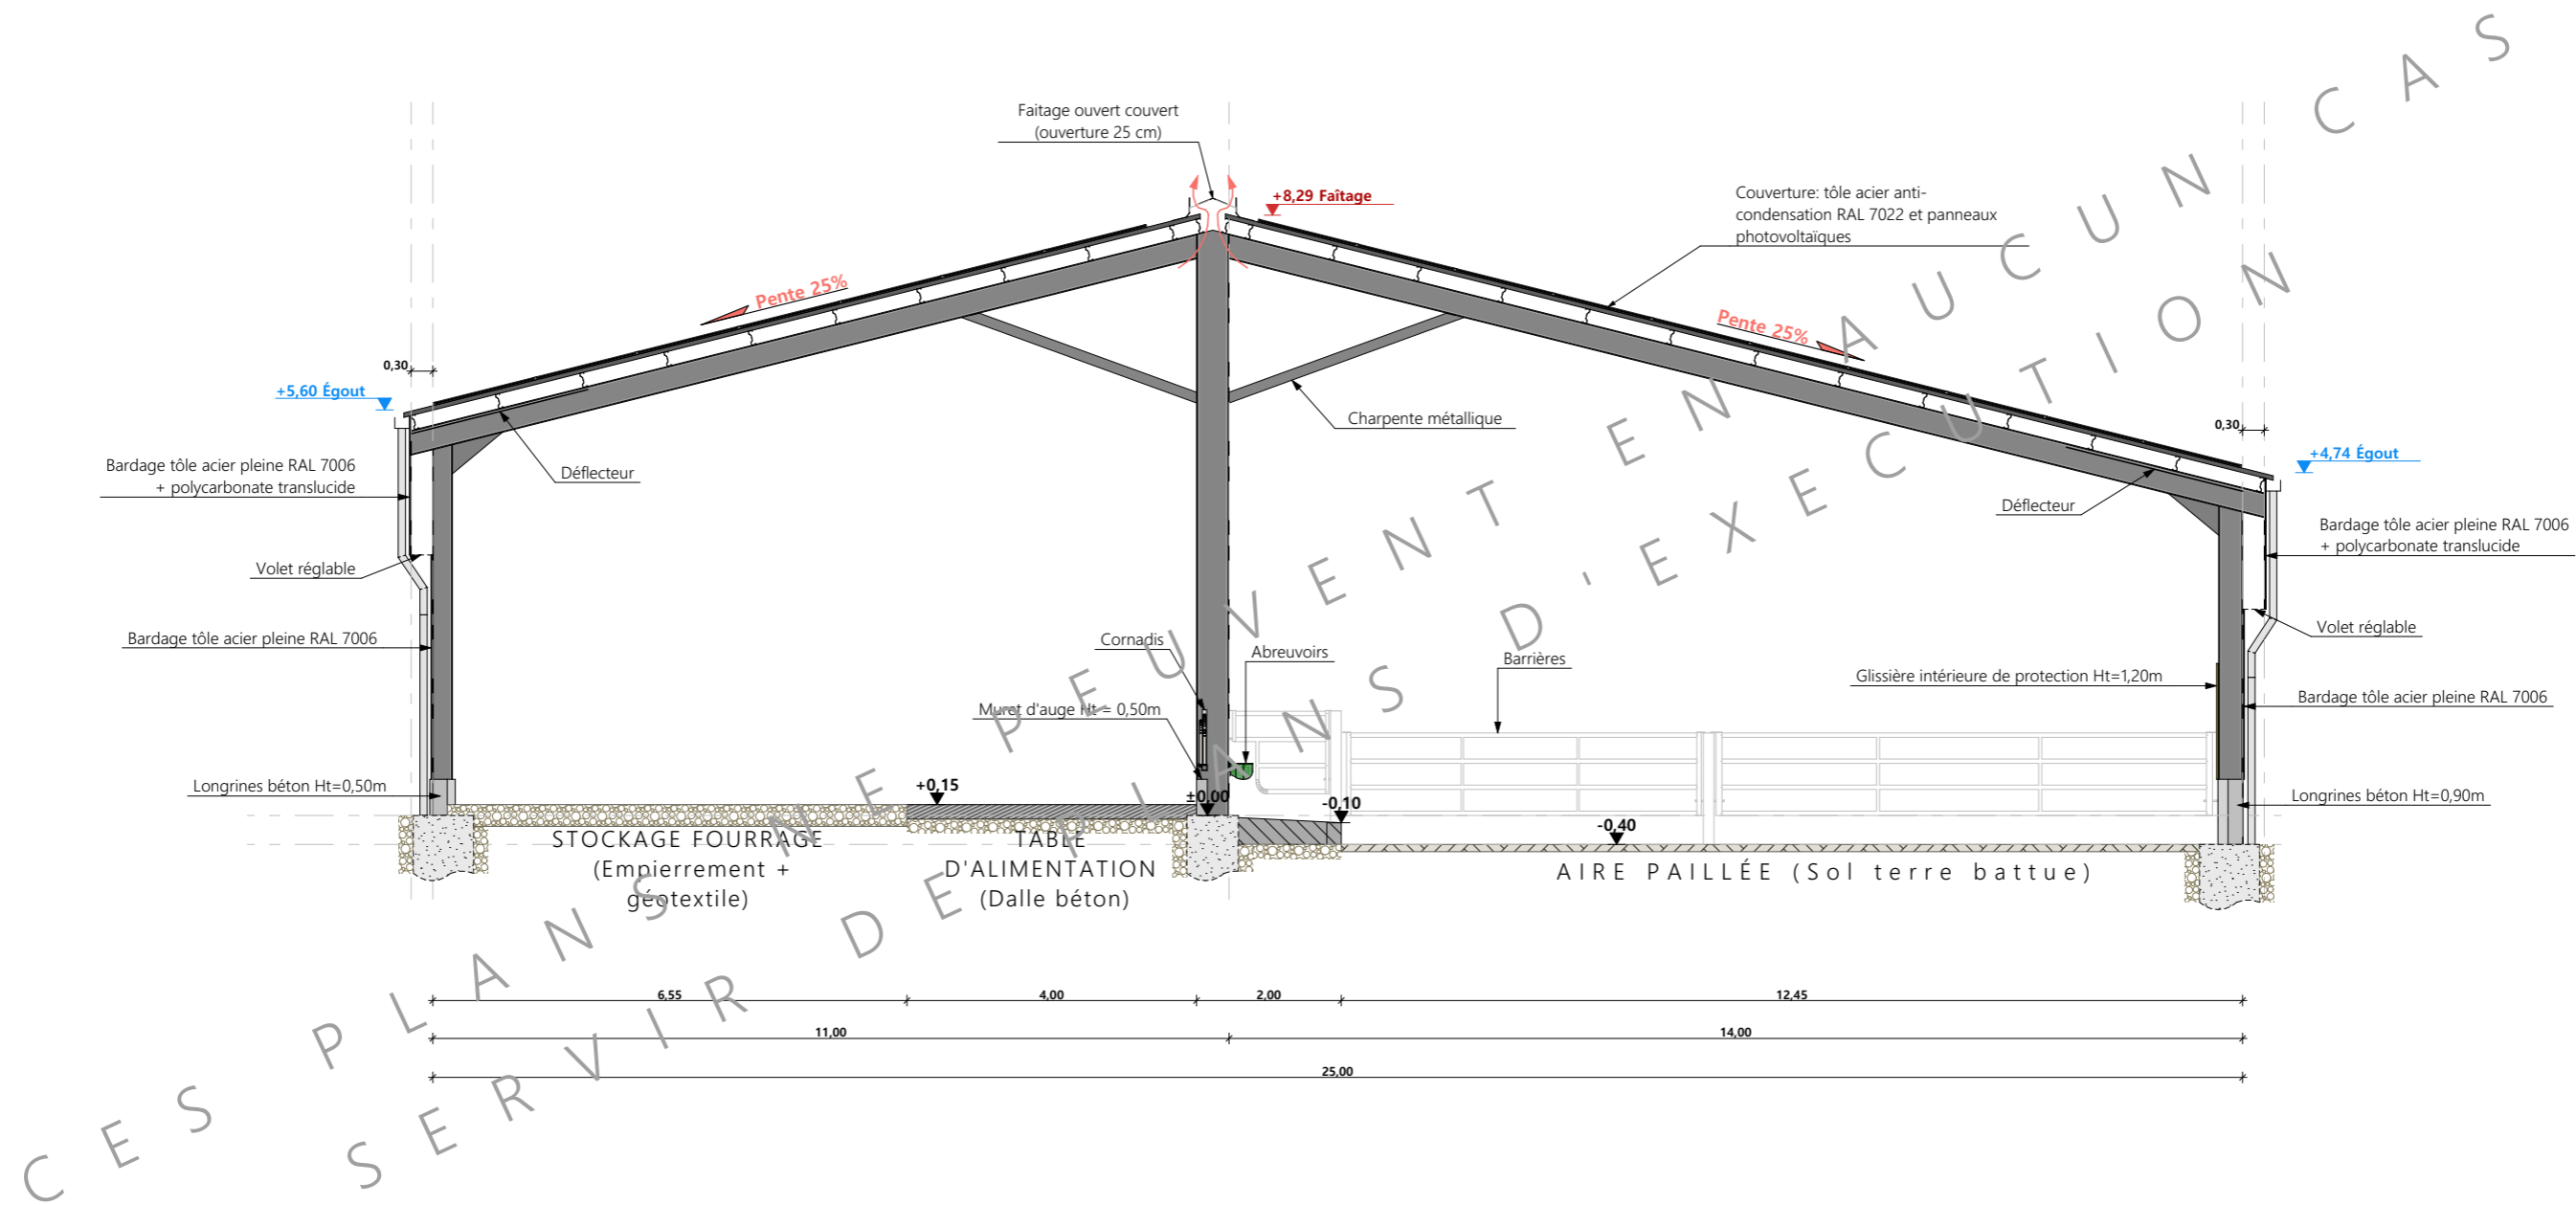 Faitage ouvert couvert
(ouverture 25 cm)
+8,29 Faîtage
Couverture: tôle acier anti-
condensation RAL 7022 et panneaux
photovoltaïques
Pente 25%
Pente 25%
0,30
+5,60 Égout
Charpente métallique
0,30
+4,74 Égout
Bardage tôle acier pleine RAL 7006
+ polycarbonate translucide
Déflecteur
Déflecteur
Bardage tôle acier pleine RAL 7006
+ polycarbonate translucide
Volet réglable
Volet réglable
Bardage tôle acier pleine RAL 7006
Cornadis
Abreuvoirs
Barrières
Glissière intérieure de protection Ht=1,20m
Bardage tôle acier pleine RAL 7006
Muret d'auge Ht = 0,50m
Longrines béton Ht=0,50m
+0,15
±0,00
-0,10
-0,40
Longrines béton Ht=0,90m
STOCKAGE FOURRAGE
(Empierrement +
géotextile)
TABLE
D'ALIMENTATION
(Dalle béton)
AIRE PAILLÉE (Sol terre battue)
6,55
4,00
2,00
12,45
11,00
14,00
25,00
CES PLANS NE PEUVENT EN AUCUN CAS
SERVIR DE PLANS D'EXECUTION